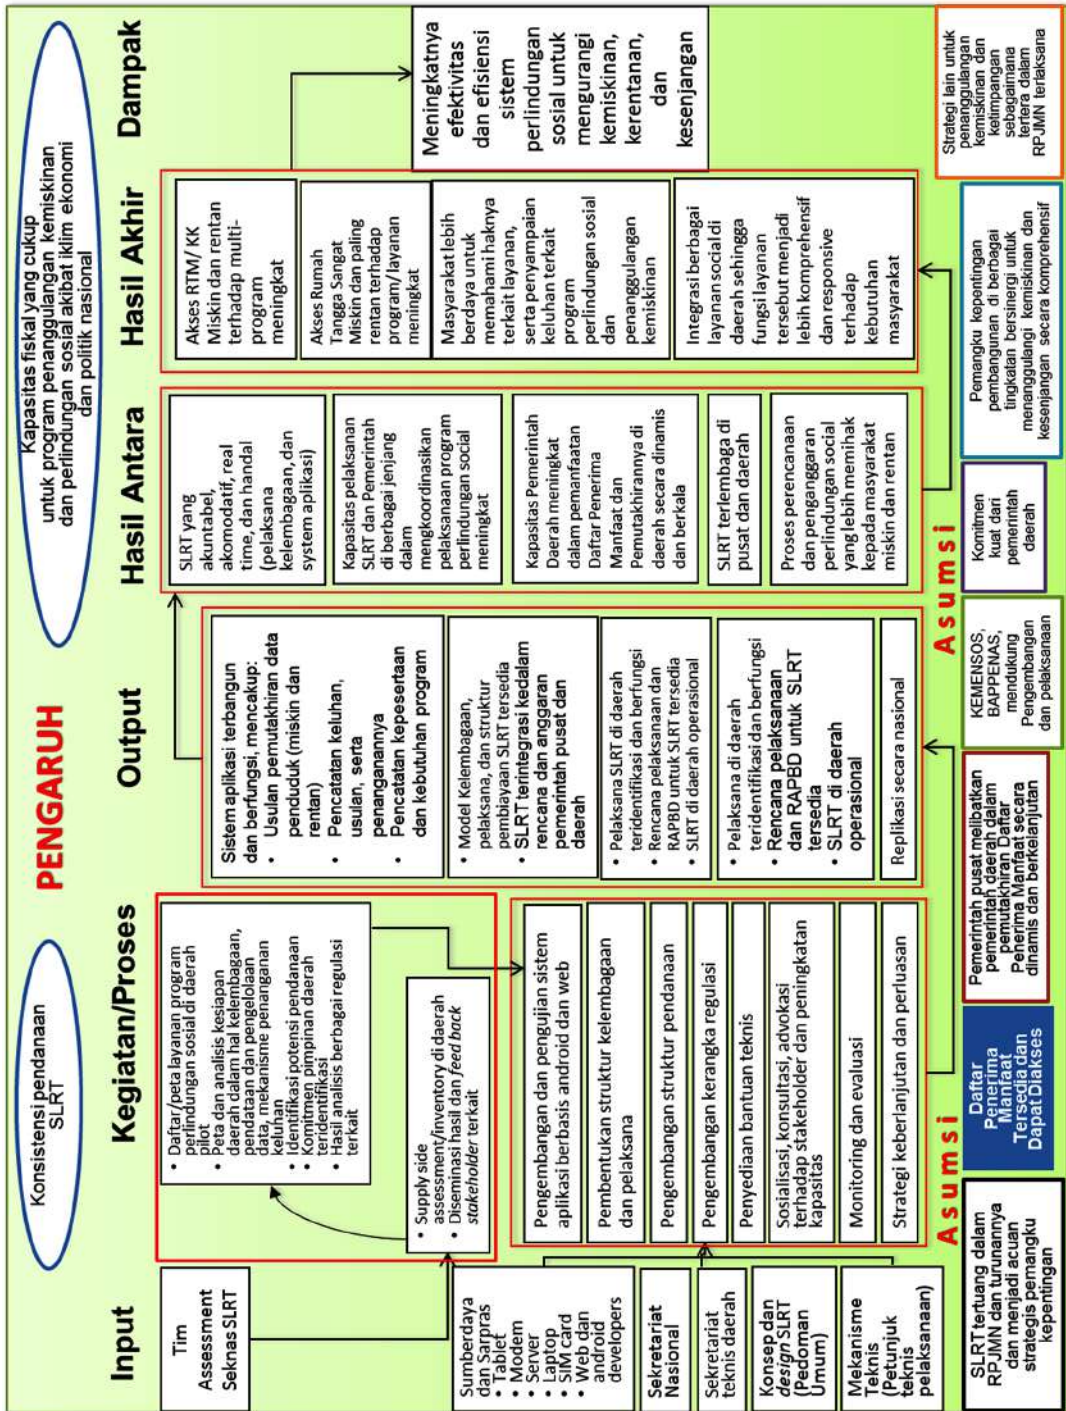 Konsistensi pendanaan
SLRT
PENGARUH
Kapasitas fiskal yang cukup
untuk program penanggulangan kemiskinan
dan perlindungan sosial akibat iklim ekonomi
dan politik nasional
Input
Kegiatan/Proses
Output
Hasil Antara
Hasil Akhir
Dampak
Tim
Assessment
Seknas SLRT
Sumberdaya
dan Sarpras
• Tablet
• Modem
• Server
• Laptop
• SIM card
• Web dan
android
developers
Sekretariat
Nasional
Sekretariat
teknis daerah
Konsep dan
design SLRT
(Pedoman
Umum)
Mekanisme
Teknis
(Petunjuk
teknis
pelaksanaan)
• Daftar/peta layanan program
perlindungan sosial di daerah
pilot
• Peta dan analisis kesiapan
daerah dalam hal kelembagaan,
pendataan dan pengelolaan
data, mekanisme penanganan
keluhan
• Identifikasi potensi pendanaan
• Komitmen pimpinan daerah
teridentifikasi
• Hasil analisis berbagai regulasi
terkait
• Supply side
assessment/inventory di daerah
• Diseminasi hasil dan feed back
stakeholder terkait
Pengembangan dan pengujian sistem
aplikasi berbasis android dan web
Pembentukan struktur kelembagaan
dan pelaksana
Pengembangan struktur pendanaan
Pengembangan kerangka regulasi
Penyediaan bantuan teknis
Sosialisasi, konsultasi, advokasi
terhadap stakeholder dan peningkatan
kapasitas
Monitoring dan evaluasi
Strategi keberlanjutan dan perluasan
Sistem aplikasi terbangun
dan berfungsi, mencakup:
• Usulan pemutakhiran data
penduduk (miskin dan
rentan)
• Pencatatan keluhan,
usulan, serta
penanganannya
• Pencatatan kepesertaan
dan kebutuhan program
• Model Kelembagaan,
pelaksana, dan struktur
pembiayaan SLRT tersedia
• SLRT terintegrasi kedalam
rencana dan anggaran
pemerintah pusat dan
daerah
• Pelaksana SLRT di daerah
teridentifikasi dan berfungsi
• Rencana pelaksanaan dan
RAPBD untuk SLRT tersedia
• SLRT di daerah operasional
• Pelaksana di daerah
teridentifikasi dan berfungsi
• Rencana pelaksanaan
dan RAPBD untuk SLRT
tersedia
• SLRT di daerah
operasional
Replikasi secara nasional
SLRT yang
akuntabel,
akomodatif, real
time, dan handal
(pelaksana
kelembagaan, dan
system aplikasi)
Kapasitas pelaksanan
SLRT dan Pemerintah
di berbagai jenjang
dalam
mengkoordinasikan
pelaksanaan program
perlindungan social
meningkat
Kapasitas Pemerintah
Daerah meningkat
dalam pemanfaatan
Daftar Penerima
Manfaat dan
Pemutakhirannya di
daerah secara dinamis
dan berkala
SLRT terlembaga di
pusat dan daerah
Proses perencanaan
dan penganggaran
perlindungan social
yang lebih memihak
kepada masyarakat
miskin dan rentan
Akses RTM/ KK
Miskin dan rentan
terhadap multi-
program
meningkat
Akses Rumah
Tangga Sangat
Miskin dan paling
rentan terhadap
program/layanan
meningkat
Masyarakat lebih
berdaya untuk
memahami haknya
terkait layanan,
serta penyampaian
keluhan terkait
program
perlindungan sosial
dan
penanggulangan
kemiskinan
Integrasi berbagai
layanan social di
daerah sehingga
fungsi layanan
tersebut menjadi
lebih komprehensif
dan responsive
terhadap
kebutuhan
masyarakat
Meningkatnya
efektivitas
dan efisiensi
sistem
perlindungan
sosial untuk
mengurangi
kemiskinan,
kerentanan,
dan
kesenjangan
Asumsi
Asumsi
SLRT tertuang dalam
RPJMN dan turunannya
dan menjadi acuan
strategis pemangku
kepentingan
Daftar
Penerima
Manfaat
Tersedia dan
Dapat Diakses
Pemerintah pusat melibatkan
pemerintah daerah dalam
pemutakhiran Daftar
Penerima Manfaat secara
dinamis dan berkelanjutan
KEMENSOS,
BAPPENAS,
mendukung
Pengembangan
dan pelaksanaan
Komitmen
kuat dari
pemerintah
daerah
Pemangku kepentingan
pembangunan di berbagai
tingkatan bersinergi untuk
menanggulangi kemiskinan dan
kesenjangan secara komprehensif
Strategi lain untuk
penanggulangan
kemiskinan dan
ketimpangan
sebagaimana
tertera dalam
RPJMN terlaksana